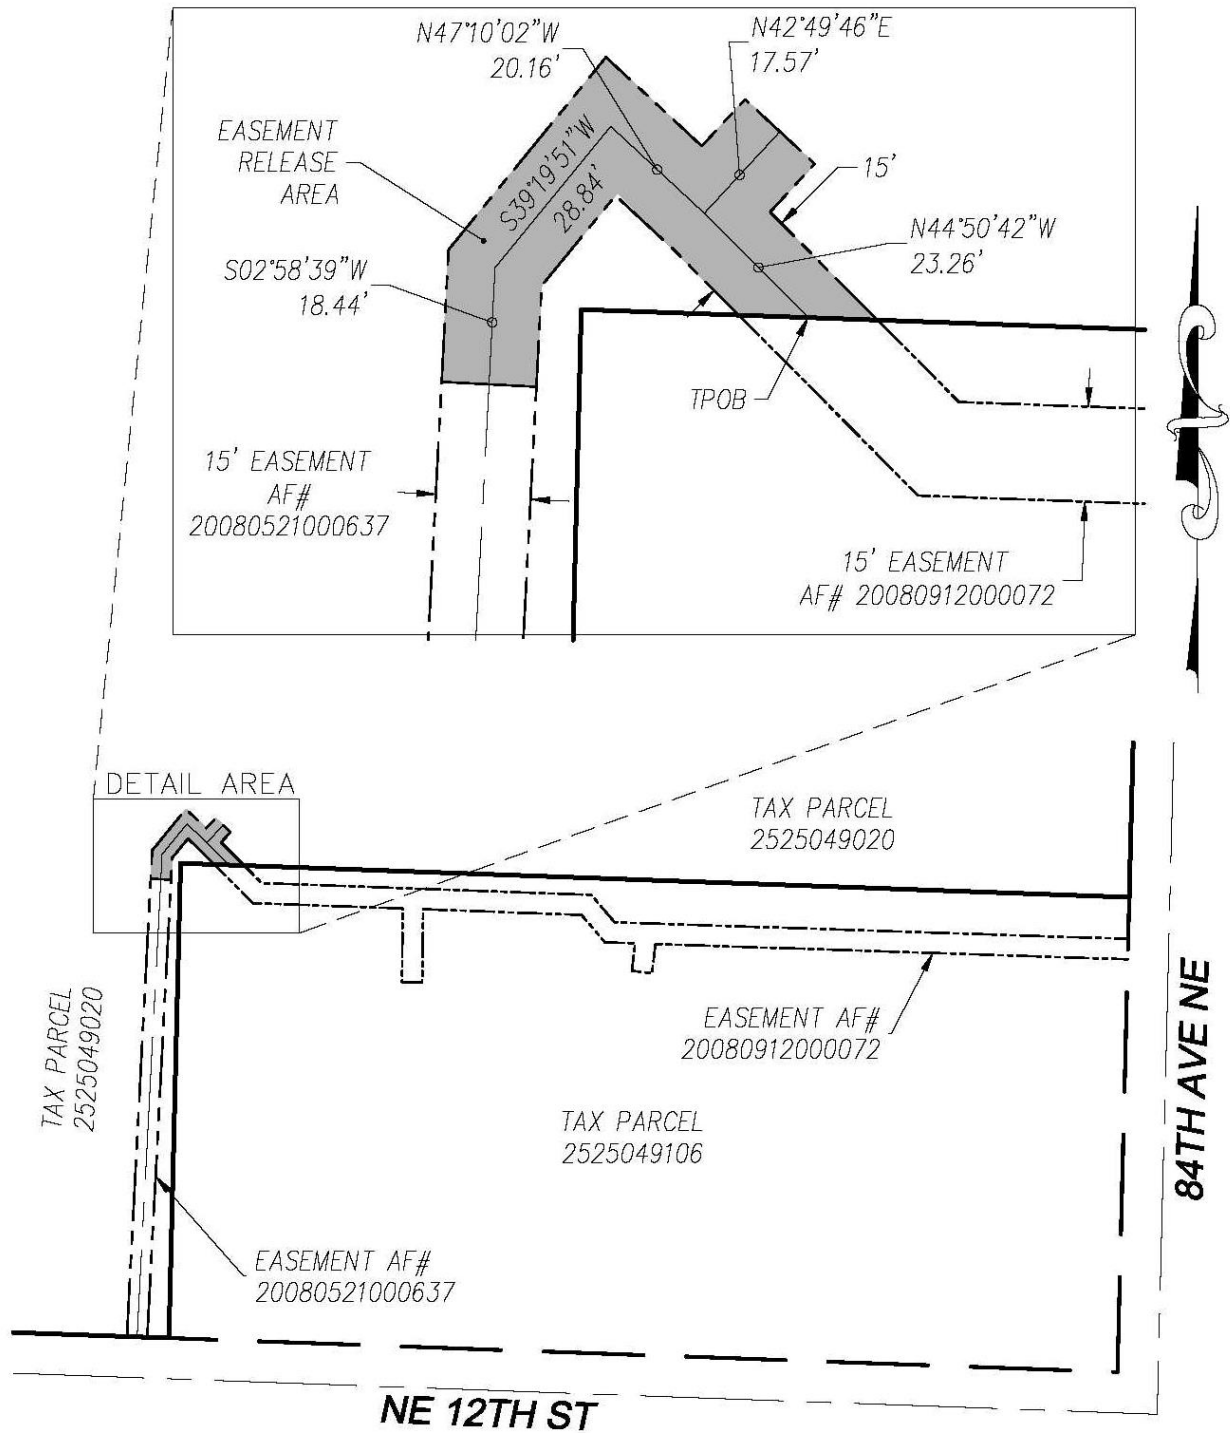 N47°10'02"W
20.16'
N42°49'46"E
17.57'
EASEMENT
RELEASE
AREA
S39°19'51"W
28.84'
15'
N44°50'42"W
23.26'
S02°58'39"W
18.44'
TPOB
15' EASEMENT
AF#
20080521000637
15' EASEMENT
AF# 20080912000072
DETAIL AREA
TAX PARCEL
2525049020
TAX PARCEL
2525049020
EASEMENT AF#
20080912000072
TAX PARCEL
2525049106
84TH AVE NE
EASEMENT AF#
20080521000637
NE 12TH ST